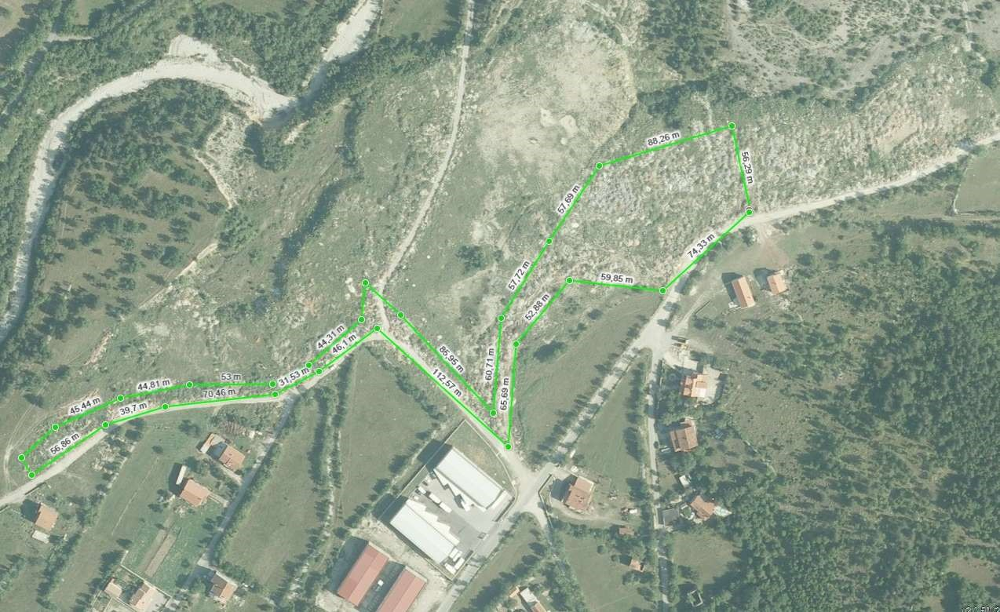 88,26 m
56,29 m
57,69 m
74,33 m
57,72 m
59,85 m
52,88 m
44,31 m
46,1 m
85,95 m
60,71 m
112,57 m
65,69 m
31,53 m
53 m
44,81 m
70,46 m
45,44 m
39,7 m
56,86 m